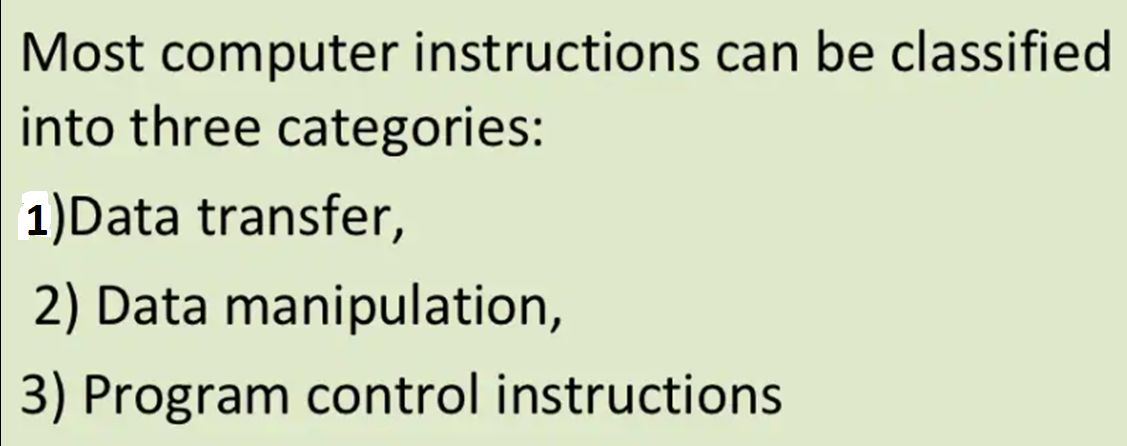 Most computer instructions can be classified
into three categories:
1)Data transfer,
2) Data manipulation,
3) Program control instructions